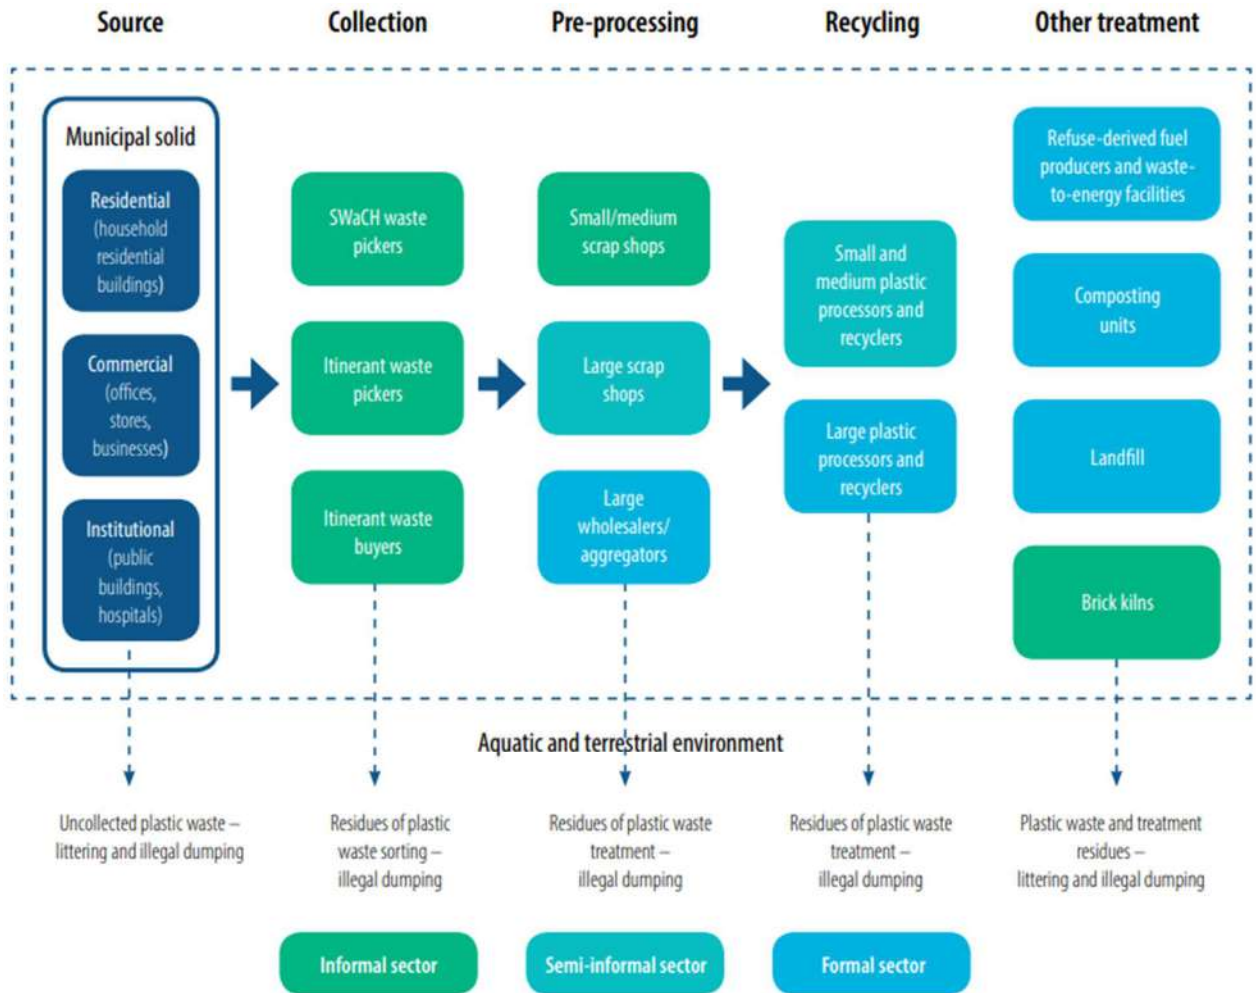 Source
Collection
Pre-processing
Recycling
Other treatment
Municipal solid
Residential
(household
residential
buildings)
Commercial
(offices,
stores,
businesses)
Institutional
(public
buildings,
hospitals)
SWaCH waste
pickers
Itinerant waste
pickers
Itinerant waste
buyers
Small/medium
scrap shops
Large scrap
shops
Large
wholesalers/
aggregators
Small and
medium plastic
processors and
recyclers
Large plastic
processors and
recyclers
Refuse-derived fuel
producers and waste-
to-energy facilities
Composting
units
Landfill
Brick kilns
Aquatic and terrestrial environment
Uncollected plastic waste –
littering and illegal dumping
Residues of plastic
waste sorting –
illegal dumping
Residues of plastic waste
treatment –
illegal dumping
Residues of plastic waste
treatment –
illegal dumping
Plastic waste and treatment
residues –
littering and illegal dumping
Informal sector
Semi-informal sector
Formal sector